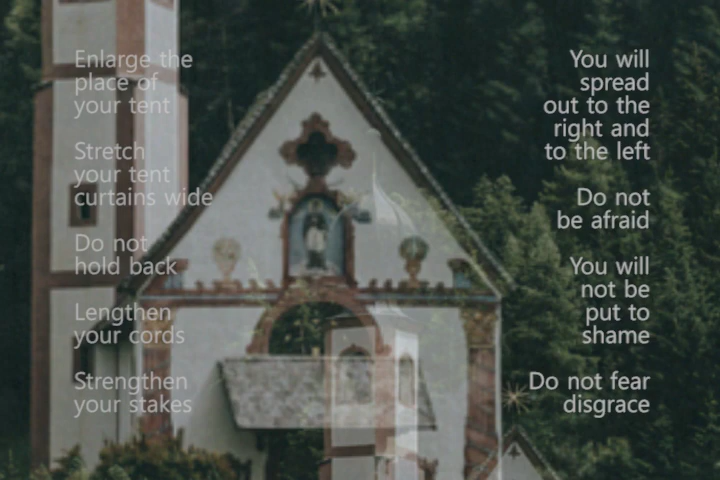 Enlarge the
place of
your tent
Stretch
your tent
curtains wide
Do not
hold back
Lengthen
your cords
Strengthen
your stakes
You will
spread
out to the
right and
to the left
Do not
be afraid
You will
not be
put to
shame
Do not fear
disgrace